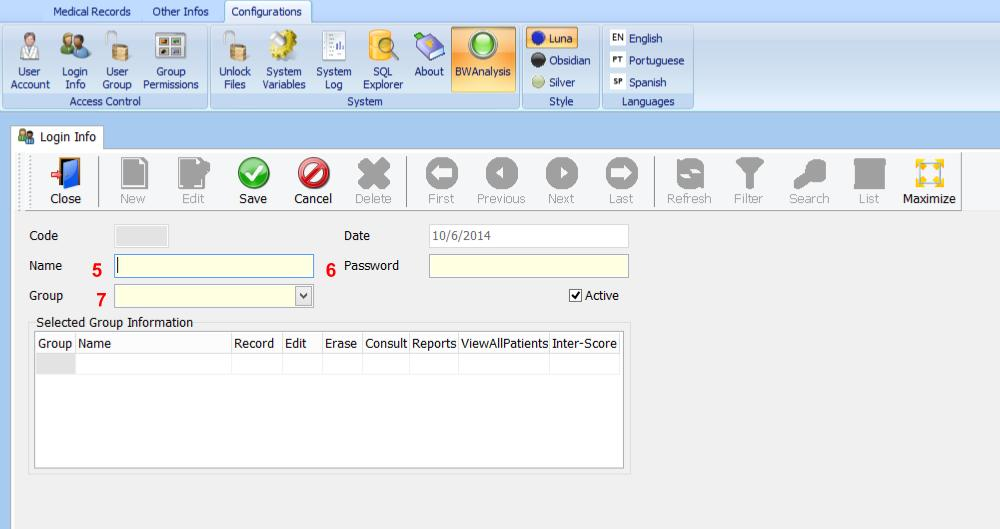 Medical Records Other Infos Configurations
User Account Login Info User Group Group Permissions Unlock Files System Variables System Log SQL Explorer About BWAnalysis
Luna
Obsidian
Silver
EN English
PT Portuguese
SP Spanish
Access Control System Style Languages
Login Info
Close New Edit Save Cancel Delete First Previous Next Last Refresh Filter Search List Maximize
Code Date 10/6/2014
Name 5 6 Password
Group 7 Active
Selected Group Information
Group Name Record Edit Erase Consult Reports ViewAllPatients Inter-Score